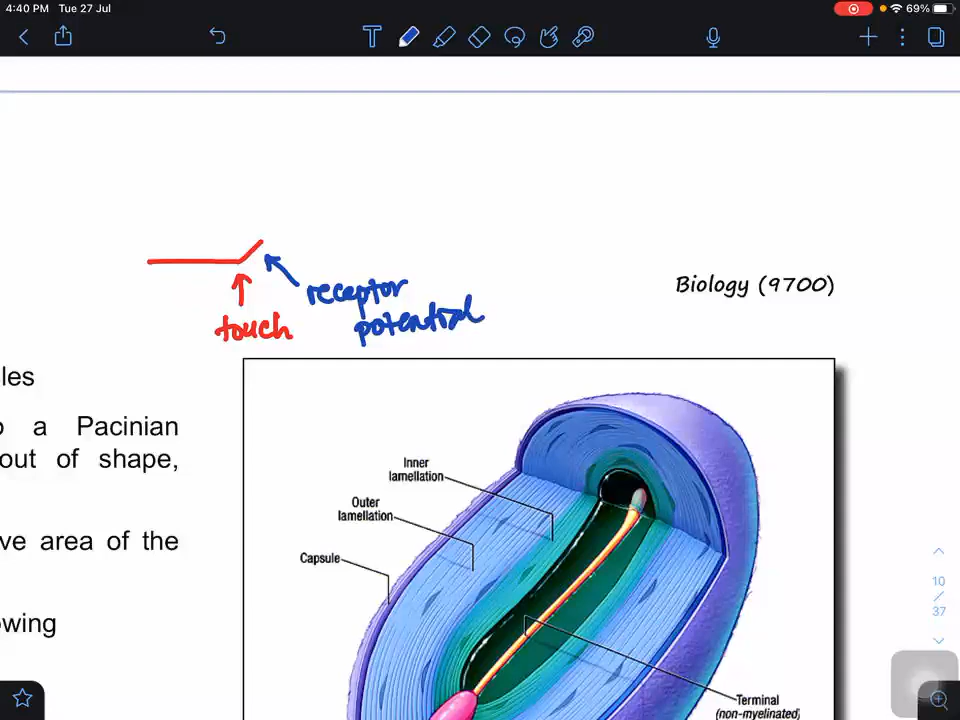 4:40 PM Tue 27 Jul
69%
T
receptor
potential
touch
Biology (9700)
les
o a Pacinian
out of shape,
ve area of the
owing
Inner
lamellation
Outer
lamellation
Capsule
Terminal
(non-myelinated)
10
/
37